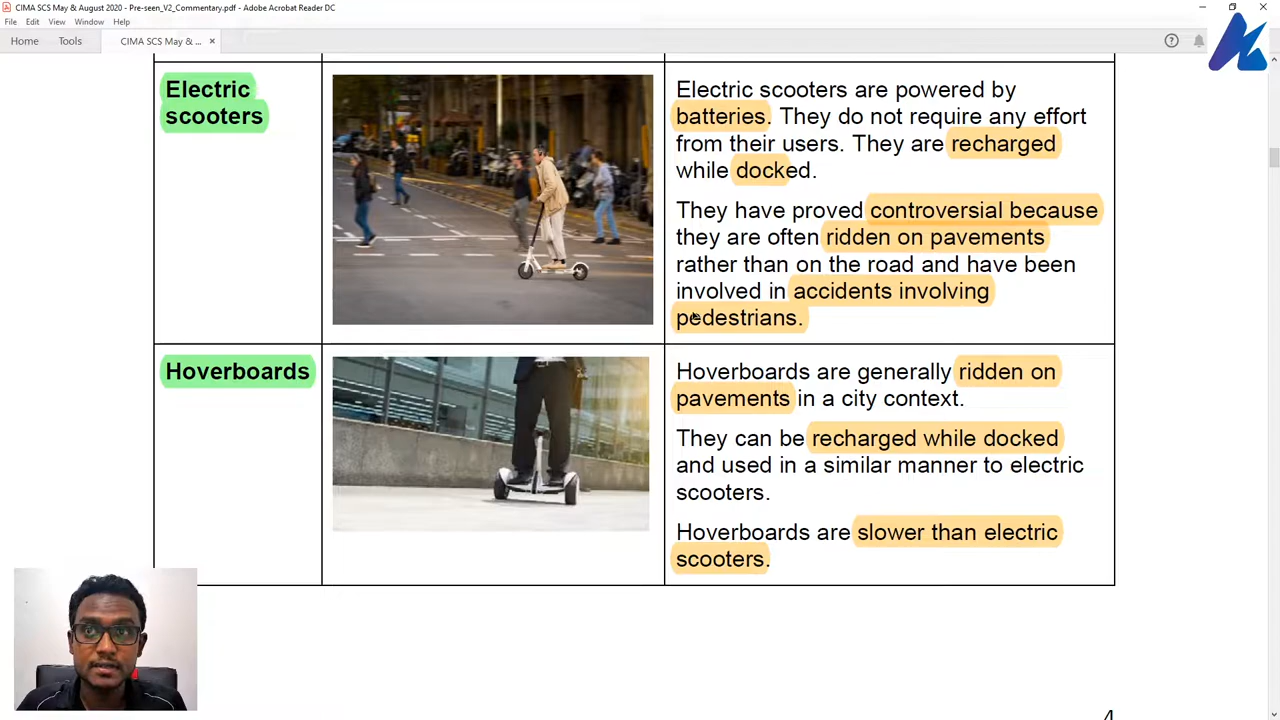 CIMA SCS May & August 2020 - Pre-seen_V2_Commentary.pdf - Adobe Acrobat Reader DC
File Edit View Window Help
Home Tools CIMA SCS May & ... ×
Electric
scooters
Electric scooters are powered by
batteries. They do not require any effort
from their users. They are recharged
while docked.
They have proved controversial because
they are often ridden on pavements
rather than on the road and have been
involved in accidents involving
pedestrians.
Hoverboards
Hoverboards are generally ridden on
pavements in a city context.
They can be recharged while docked
and used in a similar manner to electric
scooters.
Hoverboards are slower than electric
scooters.
4